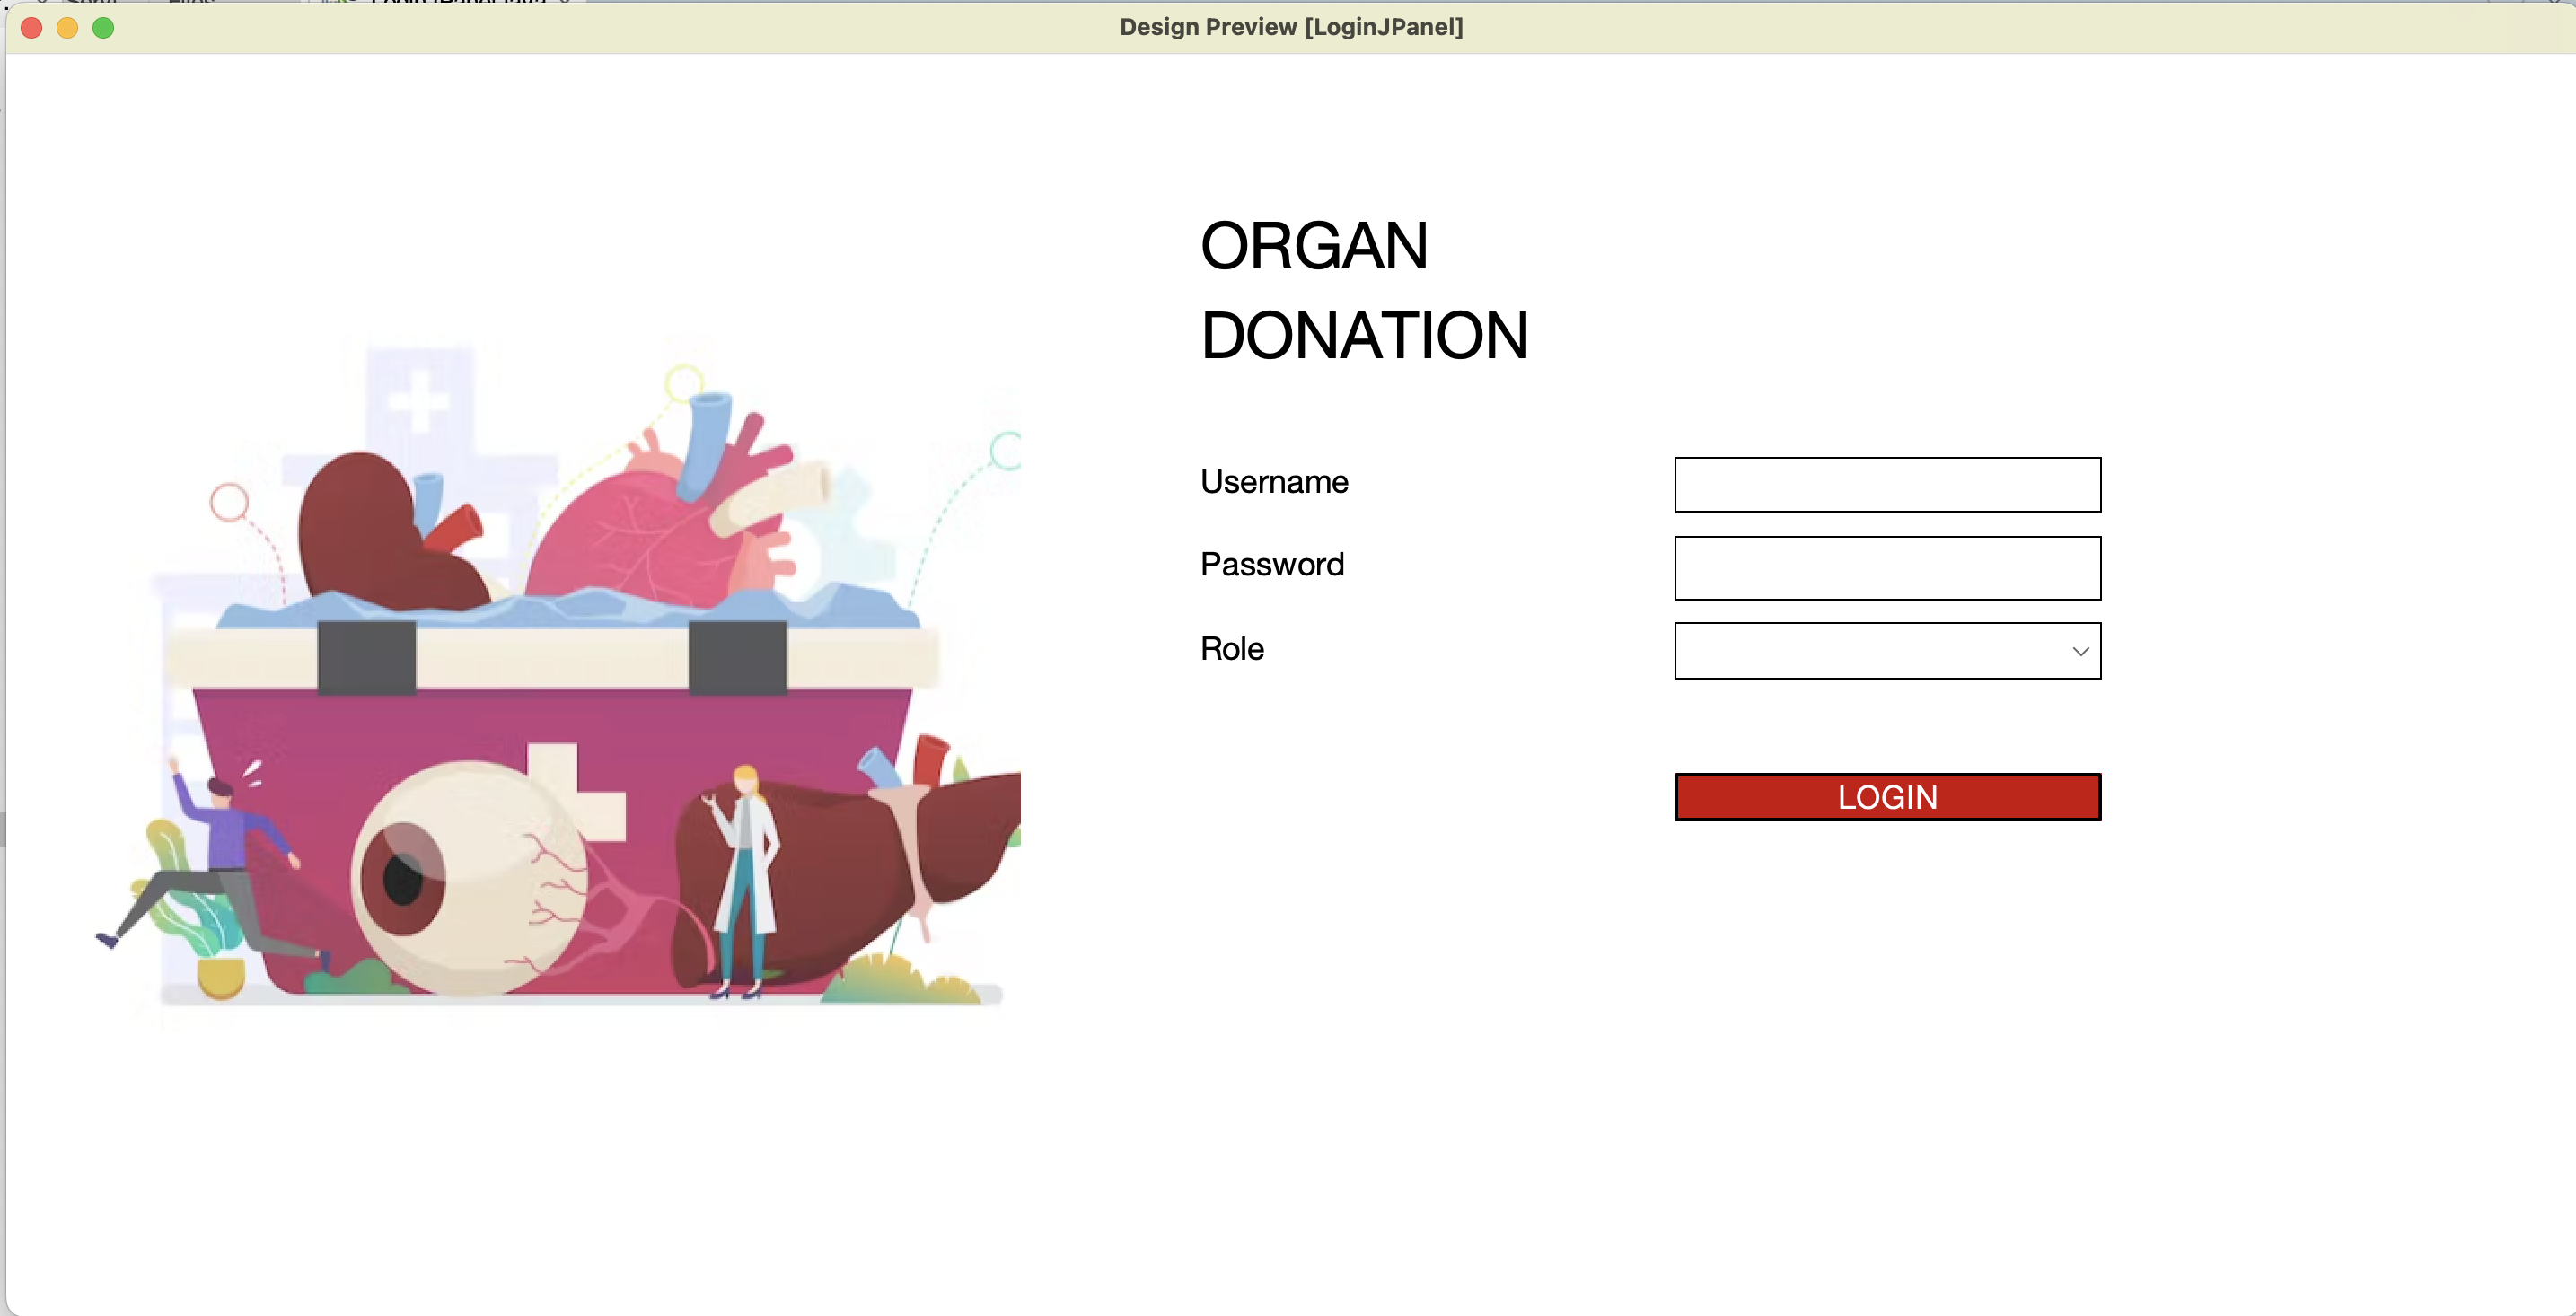 Design Preview [LoginJPanel]
ORGAN
DONATION
Username
Password
Role
LOGIN